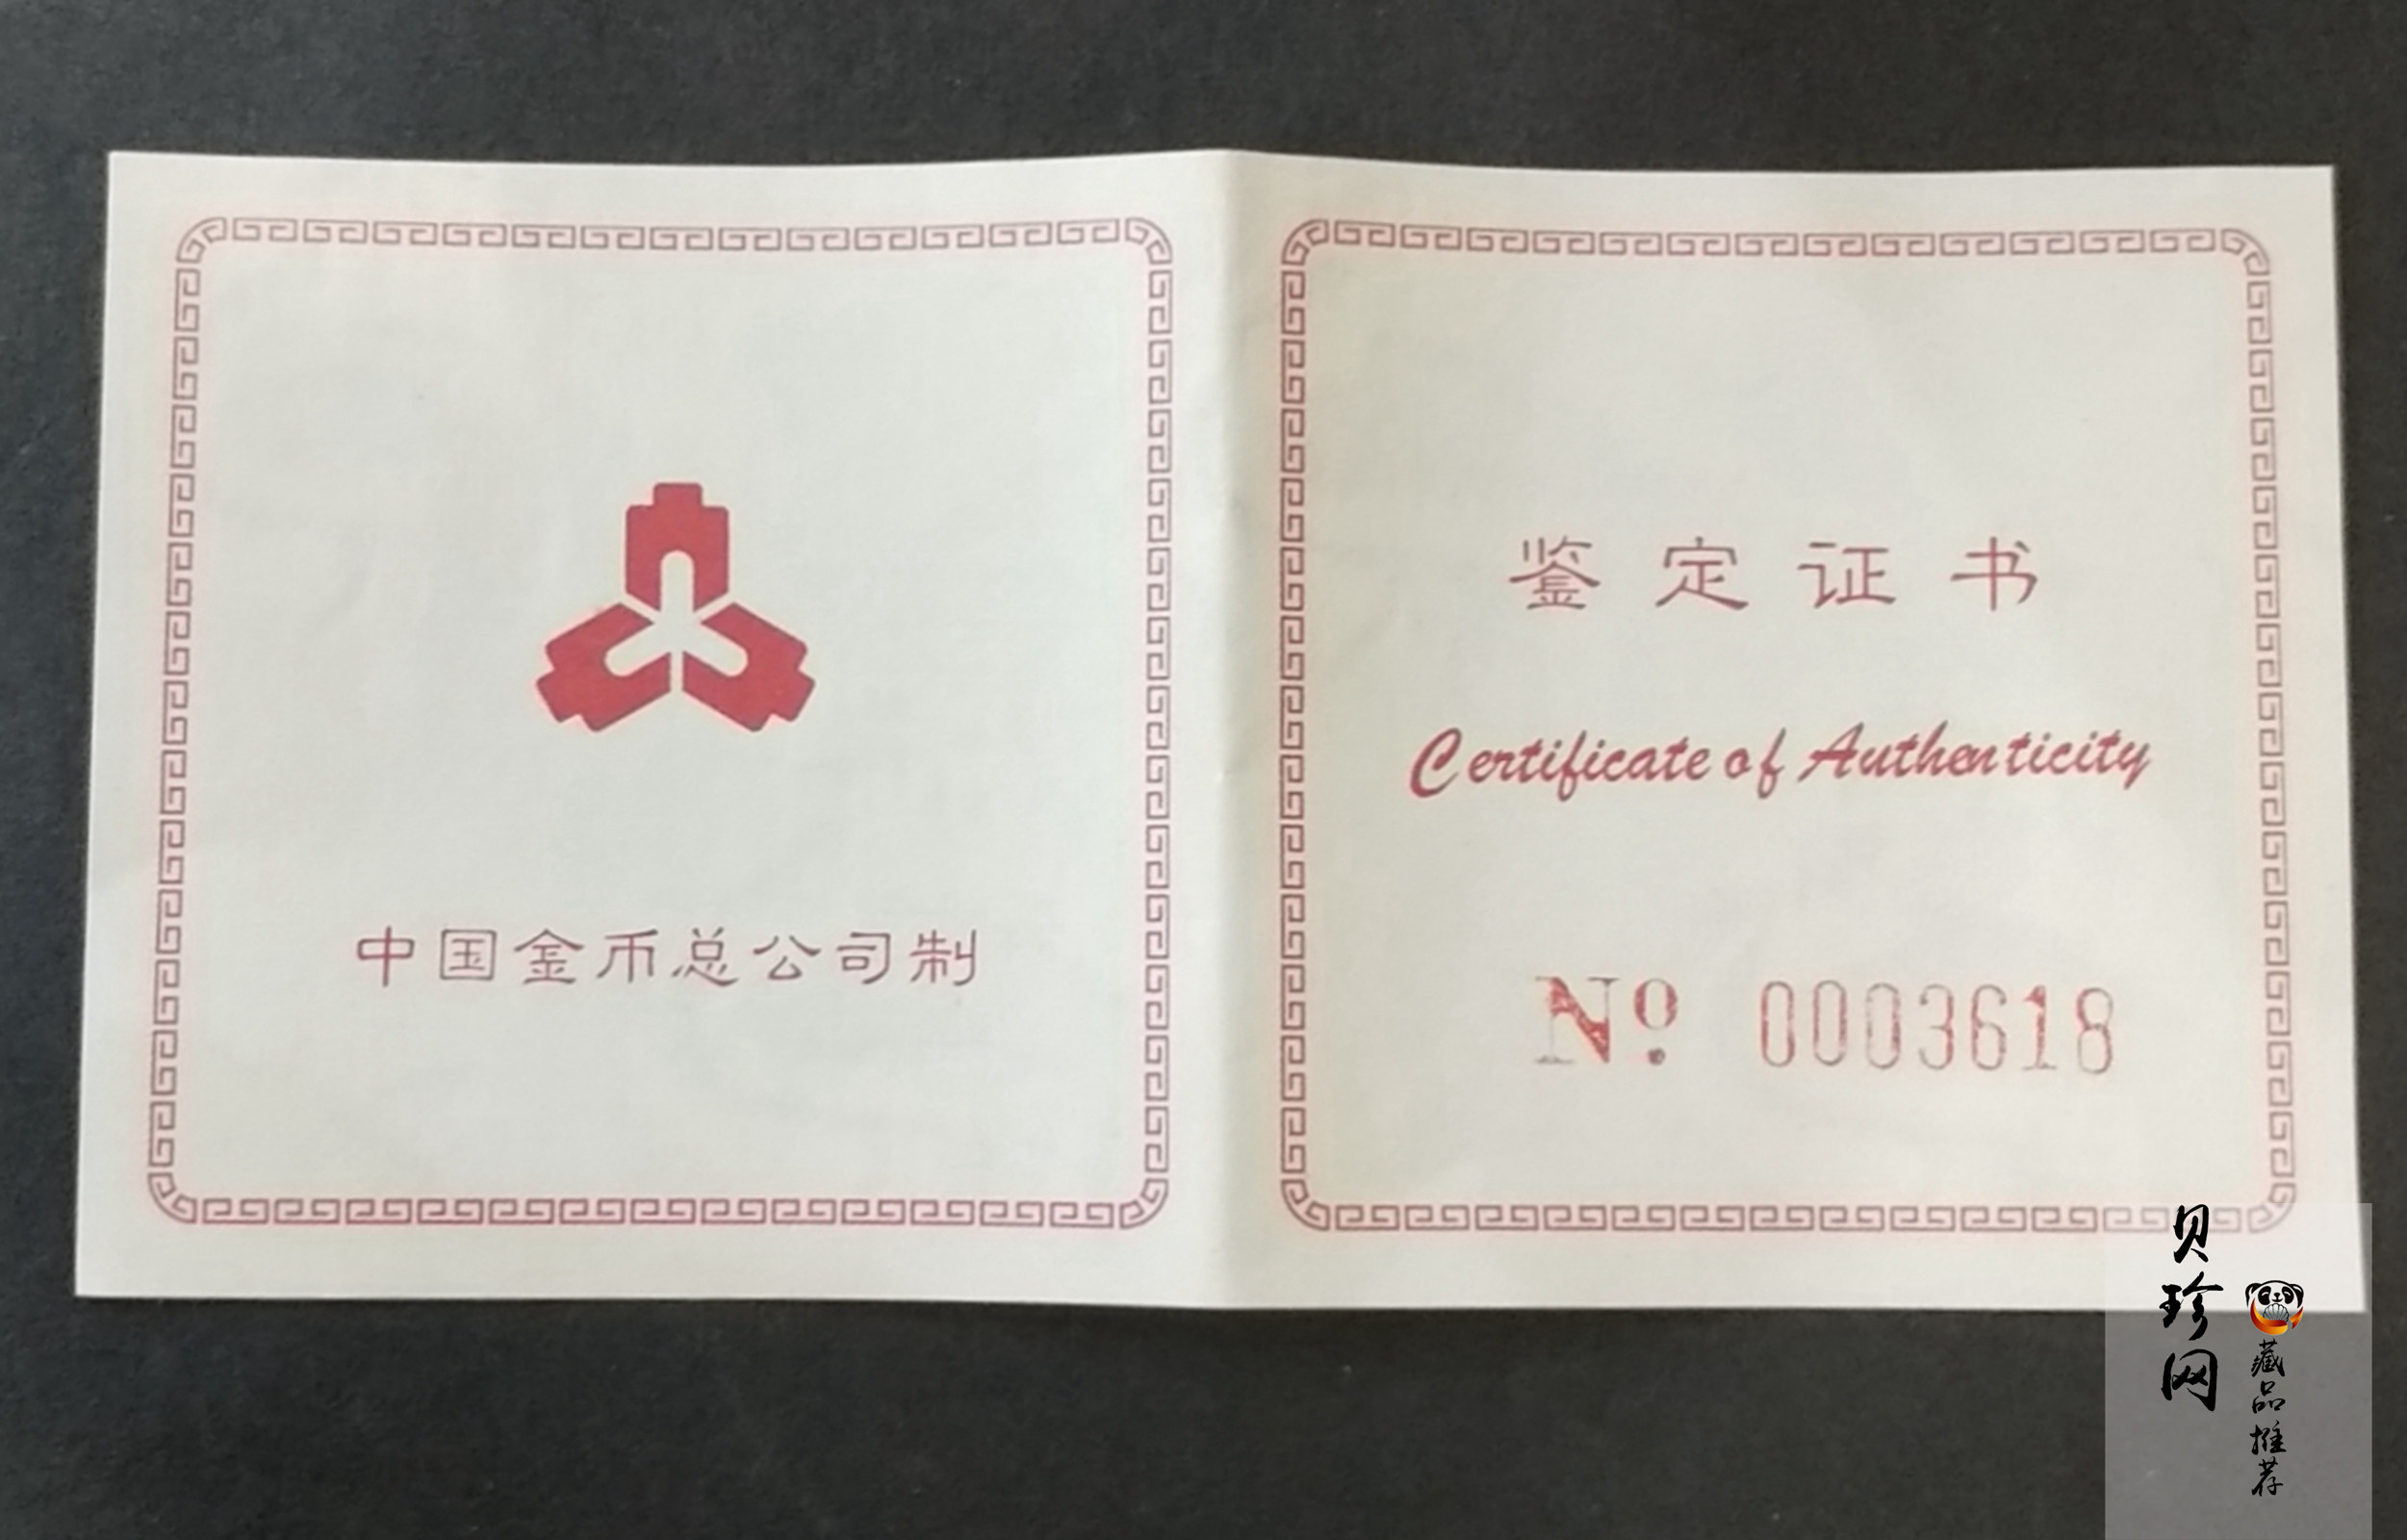 中国金币总公司制
鉴定证书
Certificate of Authenticity
Nº 0003618
贝珍网
藏品推荐